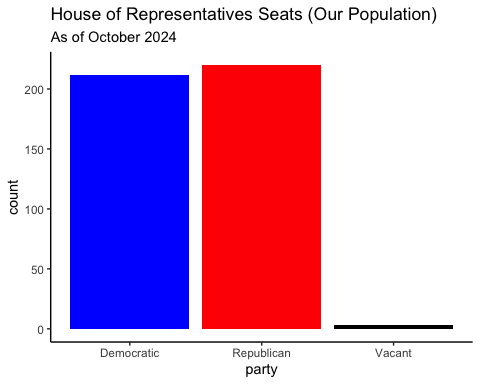 House of Representatives Seats (Our Population)
As of October 2024
count
200
150
100
50
0
Democratic Republican Vacant
party